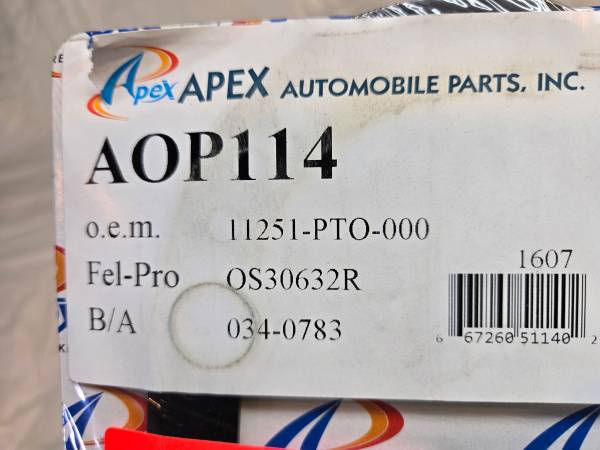 Apex APEX AUTOMOBILE PARTS, INC.
AOP114
o.e.m. 11251-PTO-000
Fel-Pro OS30632R
B/A 034-0783
1607
6 67260 51140 2